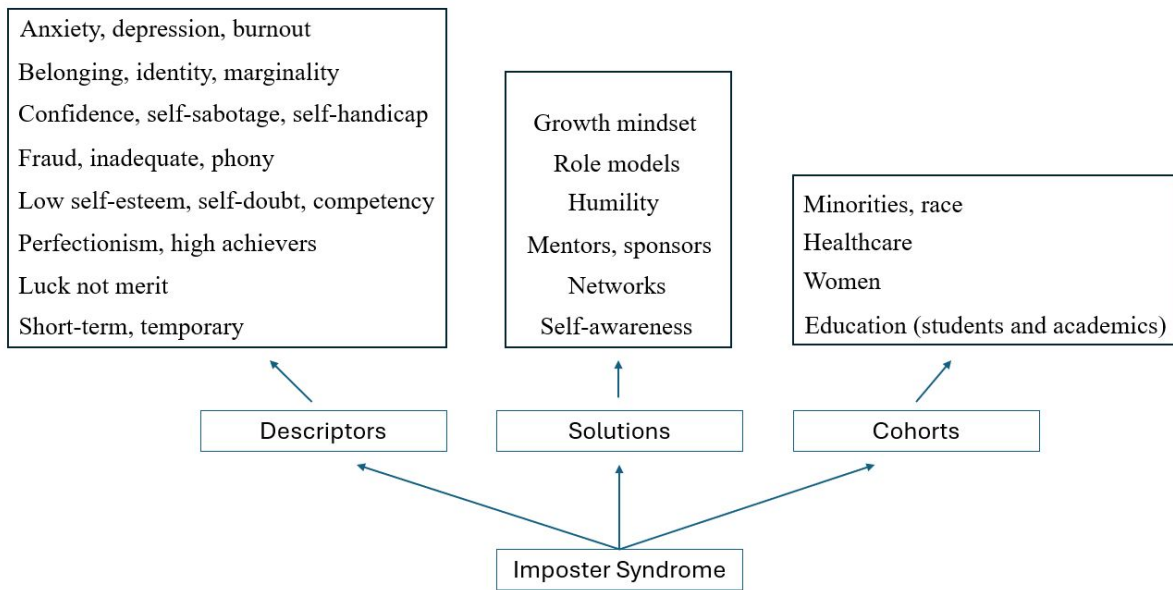 Anxiety, depression, burnout
Belonging, identity, marginality
Confidence, self-sabotage, self-handicap
Fraud, inadequate, phony
Low self-esteem, self-doubt, competency
Perfectionism, high achievers
Luck not merit
Short-term, temporary
Growth mindset
Role models
Humility
Mentors, sponsors
Networks
Self-awareness
Minorities, race
Healthcare
Women
Education (students and academics)
Descriptors
Solutions
Cohorts
Imposter Syndrome